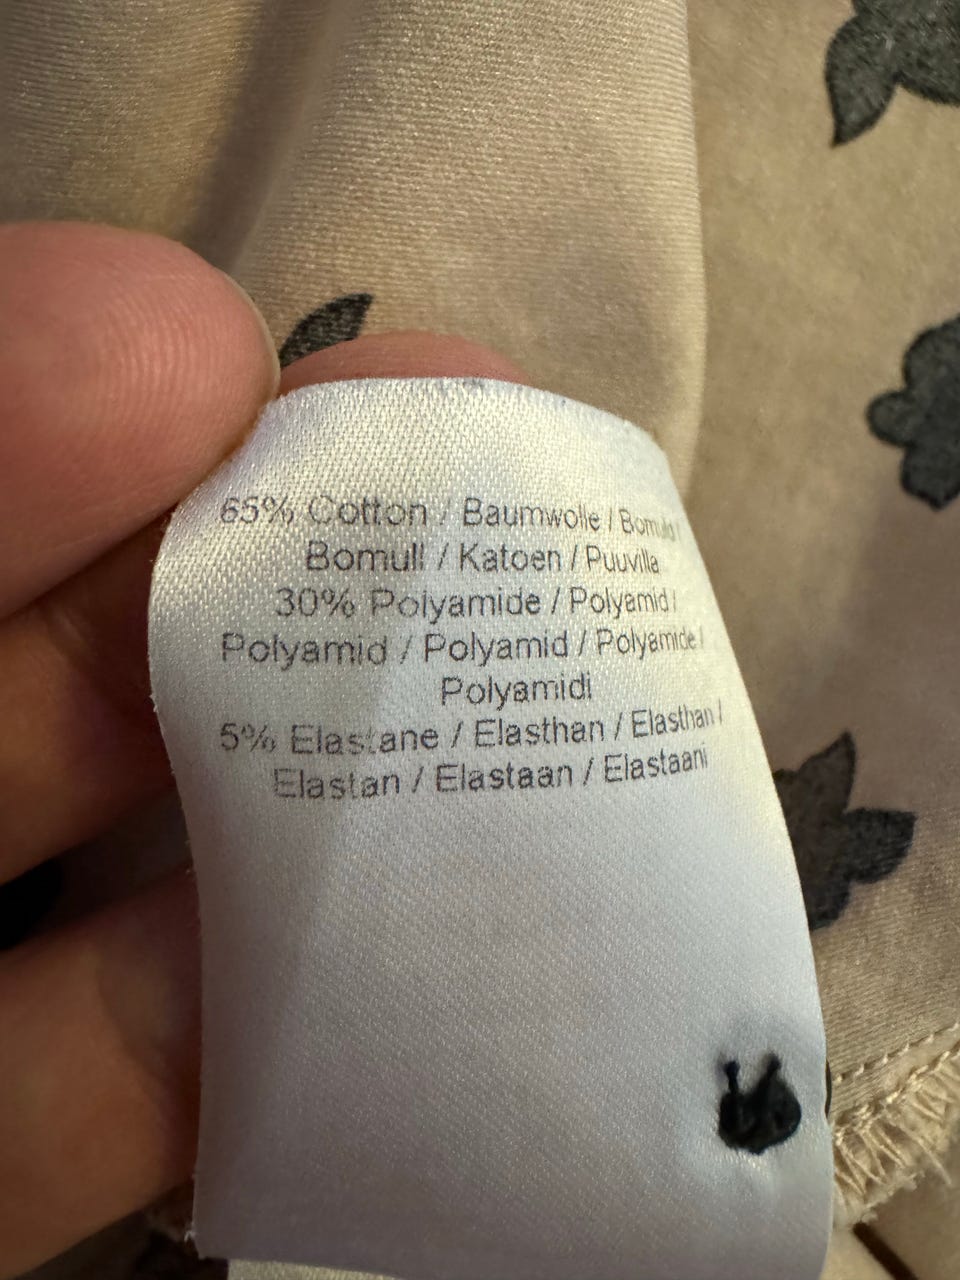 65% Cotton / Baumwolle / Bomuld /
Bomull / Katoen / Puuvilla
30% Polyamide / Polyamid /
Polyamid / Polyamid / Polyamide /
Polyamidi
5% Elastane / Elasthan / Elasthan /
Elastan / Elastaan / Elastaani